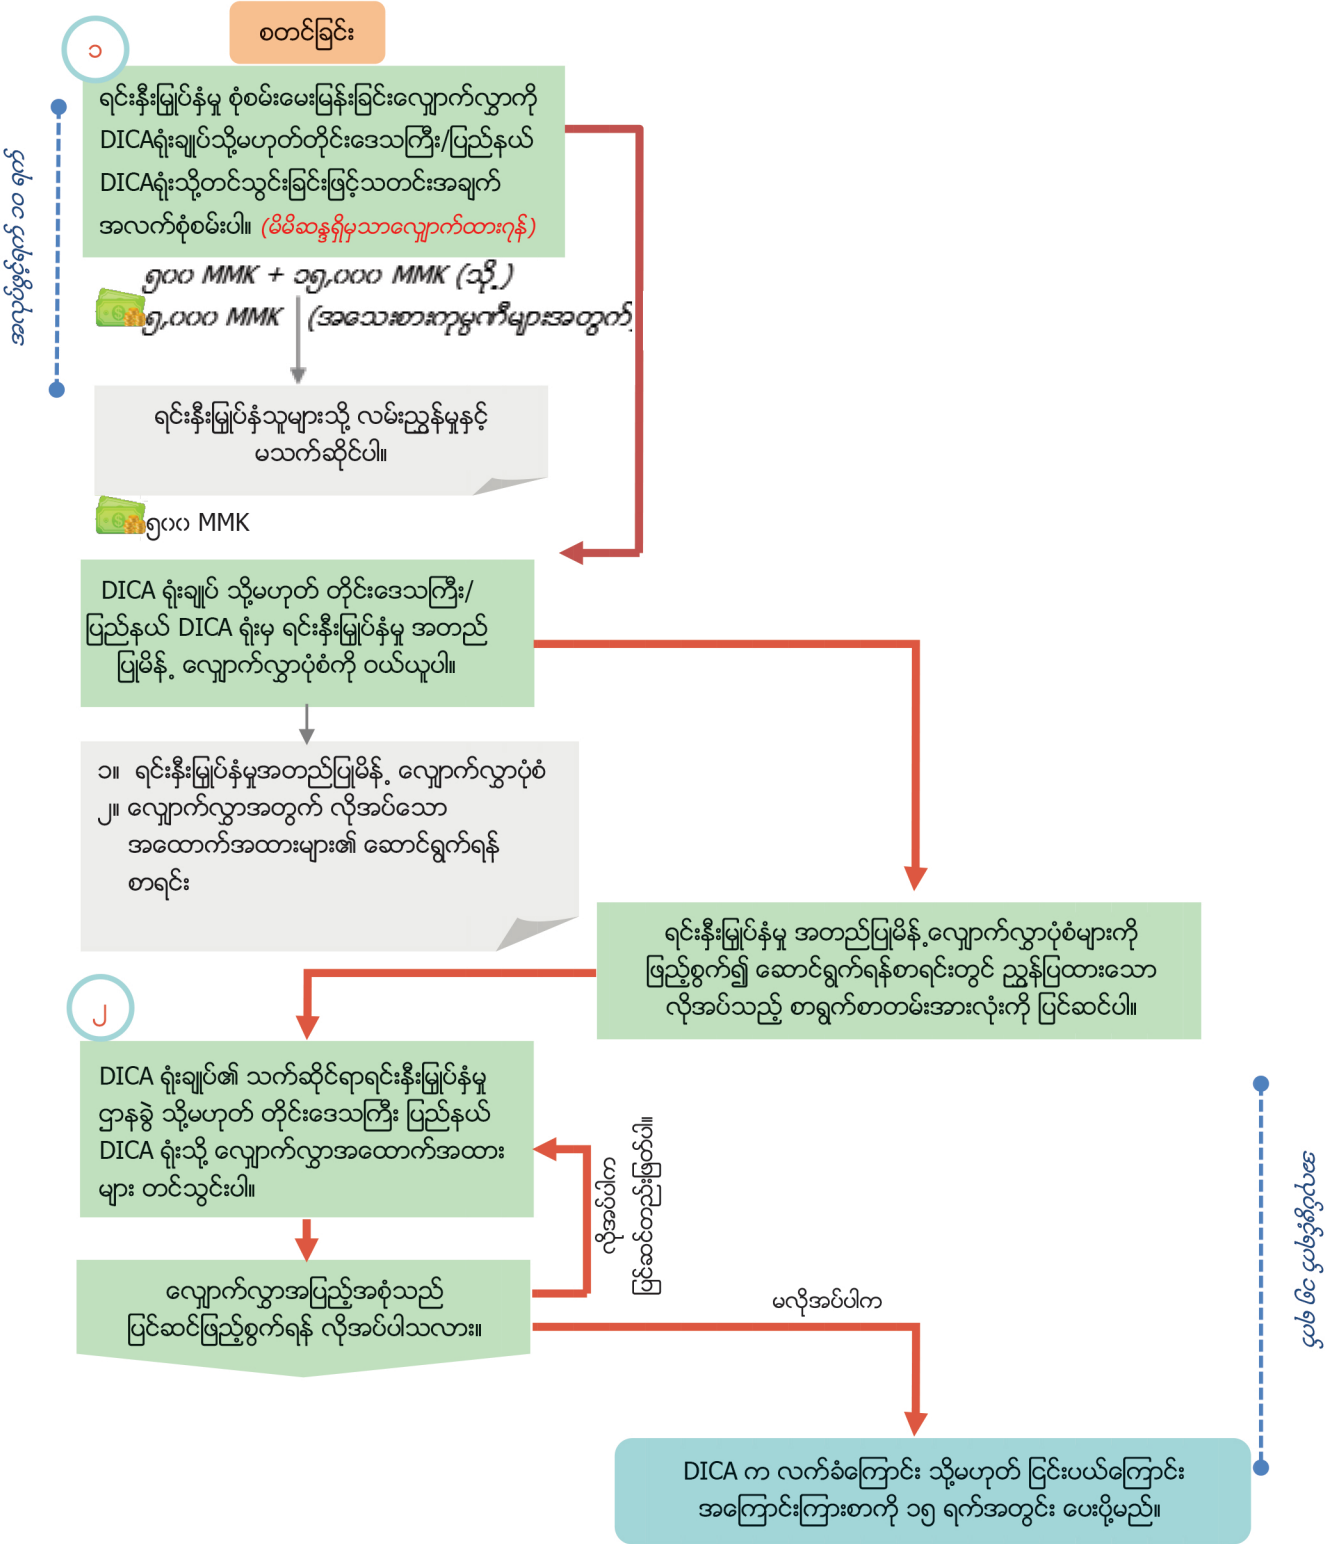 စတင်ခြင်း
၁
ရင်းနှီးမြှုပ်နှံမှု စုံစမ်းမေးမြန်းခြင်းလျှောက်လွှာကို
DICAရုံးချုပ်သို့မဟုတ်တိုင်းဒေသကြီး/ပြည်နယ်
DICAရုံးသို့တင်သွင်းခြင်းဖြင့်သတင်းအချက်
အလက်စုံစမ်းပါ။ (မိမိဆန္ဒရှိမှသာလျှောက်ထားဂုန်)
၅၀၀ MMK + ၁၅,၀၀၀ MMK (သို့)
၅,၀၀၀ MMK (အသေးစားကုမ္ပဏီများအတွက်)
ရင်းနှီးမြှုပ်နှံသူများသို့ လမ်းညွှန်မှုနှင့်
မသက်ဆိုင်ပါ။
၅၀၀ MMK
DICA ရုံးချုပ် သို့မဟုတ် တိုင်းဒေသကြီး/
ပြည်နယ် DICA ရုံးမှ ရင်းနှီးမြှုပ်နှံမှု အတည်
ပြုမိန့် လျှောက်လွှာပုံစံကို ဝယ်ယူပါ။
၁။ ရင်းနှီးမြှုပ်နှံမှုအတည်ပြုမိန့် လျှောက်လွှာပုံစံ
၂။ လျှောက်လွှာအတွက် လိုအပ်သော
အထောက်အထားများ၏ ဆောင်ရွက်ရန်
စာရင်း
ရင်းနှီးမြှုပ်နှံမှု အတည်ပြုမိန့်လျှောက်လွှာပုံစံများကို
ဖြည့်စွက်၍ ဆောင်ရွက်ရန်စာရင်းတွင် ညွှန်ပြထားသော
လိုအပ်သည့် စာရွက်စာတမ်းအားလုံးကို ပြင်ဆင်ပါ။
၂
DICA ရုံးချုပ်၏ သက်ဆိုင်ရာရင်းနှီးမြှုပ်နှံမှု
ဌာနခွဲ သို့မဟုတ် တိုင်းဒေသကြီး ပြည်နယ်
DICA ရုံးသို့ လျှောက်လွှာအထောက်အထား
များ တင်သွင်းပါ။
လိုအပ်ပါက
ပြင်ဆင်တည်းဖြတ်ပါ။
လျှောက်လွှာအပြည့်အစုံသည်
ပြင်ဆင်ဖြည့်စွက်ရန် လိုအပ်ပါသလား။
မလိုအပ်ပါက
DICA က လက်ခံကြောင်း သို့မဟုတ် ငြင်းပယ်ကြောင်း
အကြောင်းကြားစာကို ၁၅ ရက်အတွင်း ပေးပို့မည်။